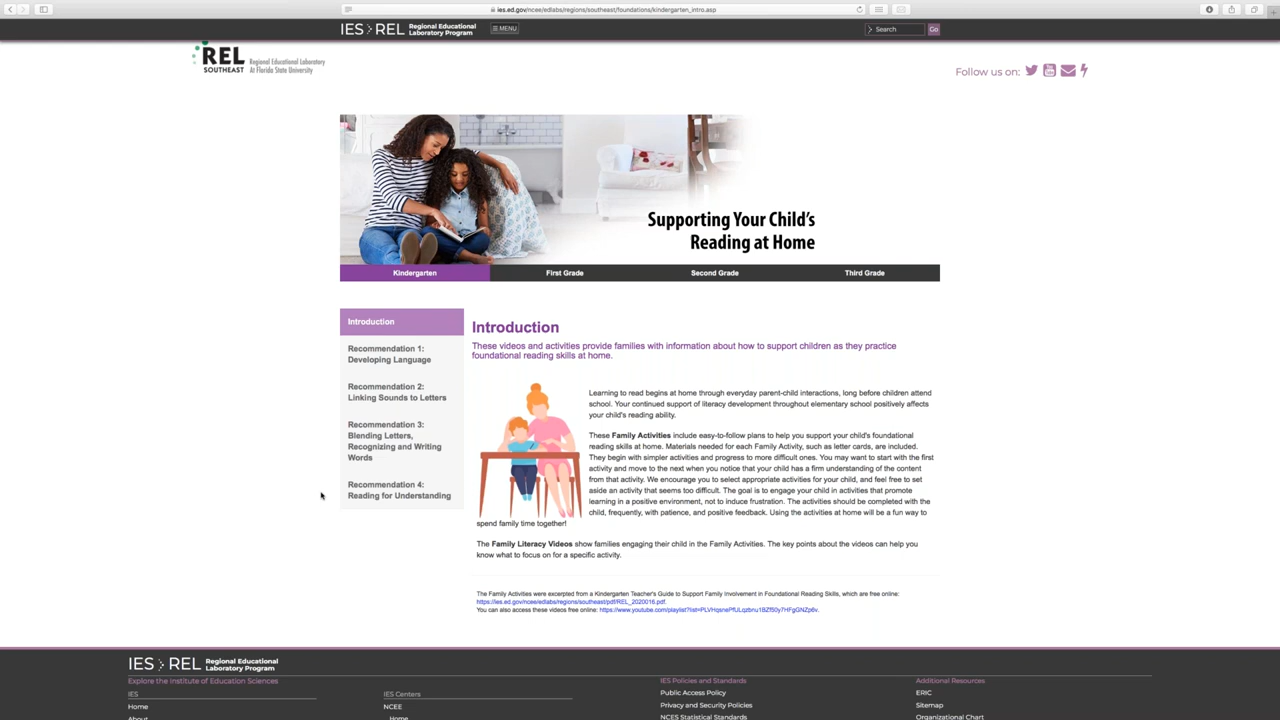 ies.ed.gov/ncee/edlabs/regions/southeast/foundations/kindergarten_intro.asp
IES > REL Regional Educational Laboratory Program
MENU
Search
Go
REL SOUTHEAST
Regional Educational Laboratory
At Florida State University
Follow us on:
Supporting Your Child's
Reading at Home
Kindergarten
First Grade
Second Grade
Third Grade
Introduction
Recommendation 1:
Developing Language
Recommendation 2:
Linking Sounds to Letters
Recommendation 3:
Blending Letters,
Recognizing and Writing
Words
Recommendation 4:
Reading for Understanding
Introduction
These videos and activities provide families with information about how to support children as they practice
foundational reading skills at home.
Learning to read begins at home through everyday parent-child interactions, long before children attend
school. Your continued support of literacy development throughout elementary school positively affects
your child's reading ability.
These Family Activities include easy-to-follow plans to help you support your child's foundational
reading skills at home. Materials needed for each Family Activity, such as letter cards, are included.
They begin with simpler activities and progress to more difficult ones. You may want to start with the first
activity and move to the next when you notice that your child has a firm understanding of the content
from that activity. We encourage you to select appropriate activities for your child, and feel free to set
aside an activity that seems too difficult. The goal is to engage your child in activities that promote
learning in a positive environment, not to induce frustration. The activities should be completed with the
child, frequently, with patience, and positive feedback. Using the activities at home will be a fun way to
spend family time together!
The Family Literacy Videos show families engaging their child in the Family Activities. The key points about the videos can help you
know what to focus on for a specific activity.
The Family Activities were excerpted from a Kindergarten Teacher's Guide to Support Family Involvement in Foundational Reading Skills, which are free online:
https://ies.ed.gov/ncee/edlabs/regions/southeast/pdf/REL_2020016.pdf.
You can also access these videos free online:
IES > REL Regional Educational Laboratory Program
Explore the Institute of Education Sciences
IES
Home
About
IES Centers
NCEE
Home
IES Policies and Standards
Public Access Policy
Privacy and Security Policies
NCES Statistical Standards
Additional Resources
ERIC
Sitemap
Organizational Chart